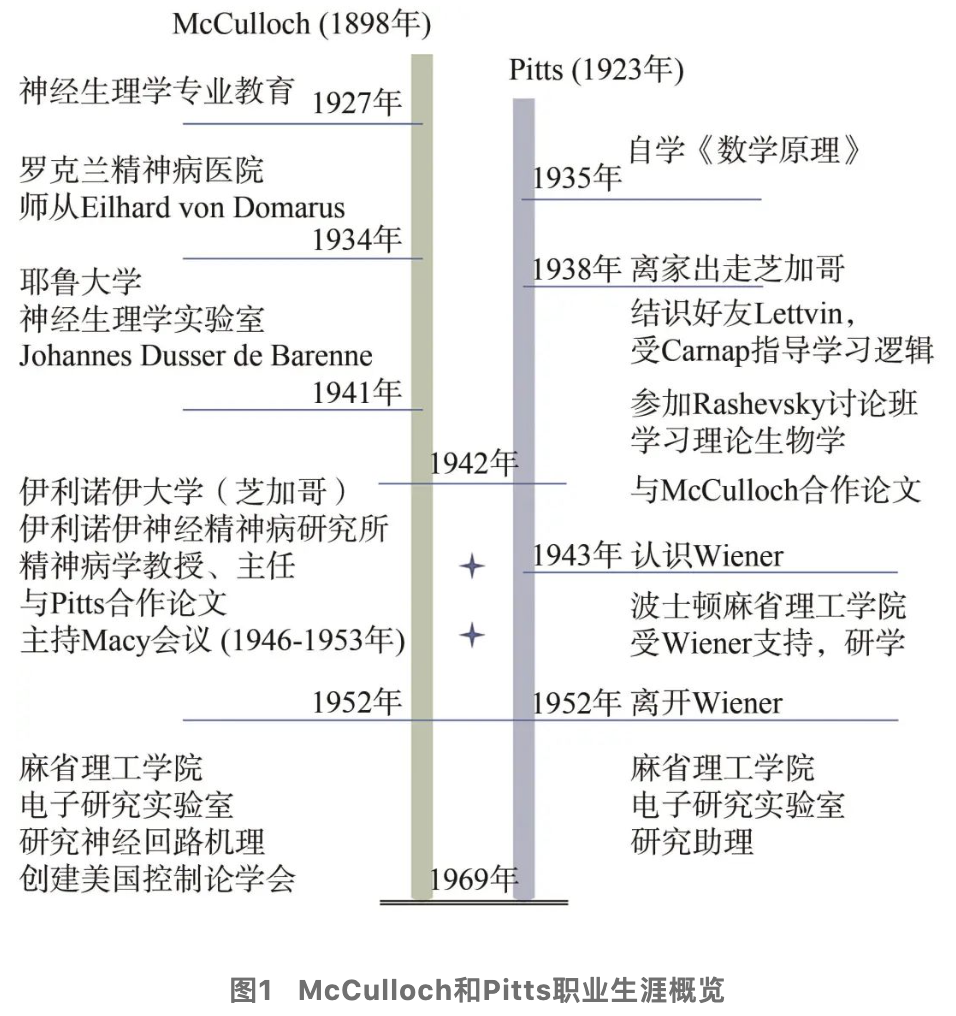 McCulloch (1898年)
神经生理学专业教育
1927年
罗克兰精神病医院
师从Eilhard von Domarus
1934年
耶鲁大学
神经生理学实验室
Johannes Dusser de Barenne
1941年
1942年
伊利诺伊大学（芝加哥）
伊利诺伊神经精神病研究所
精神病学教授、主任
与Pitts合作论文
主持Macy会议 (1946-1953年)
1952年
麻省理工学院
电子研究实验室
研究神经回路机理
创建美国控制论学会
Pitts (1923年)
自学《数学原理》
1935年
1938年 离家出走芝加哥
结识好友Lettvin，
受Carnap指导学习逻辑
参加Rashevsky讨论班
学习理论生物学
与McCulloch合作论文
1943年 认识Wiener
波士顿麻省理工学院
受Wiener支持，研学
1952年 离开Wiener
麻省理工学院
电子研究实验室
研究助理
1969年
图1 McCulloch和Pitts职业生涯概览